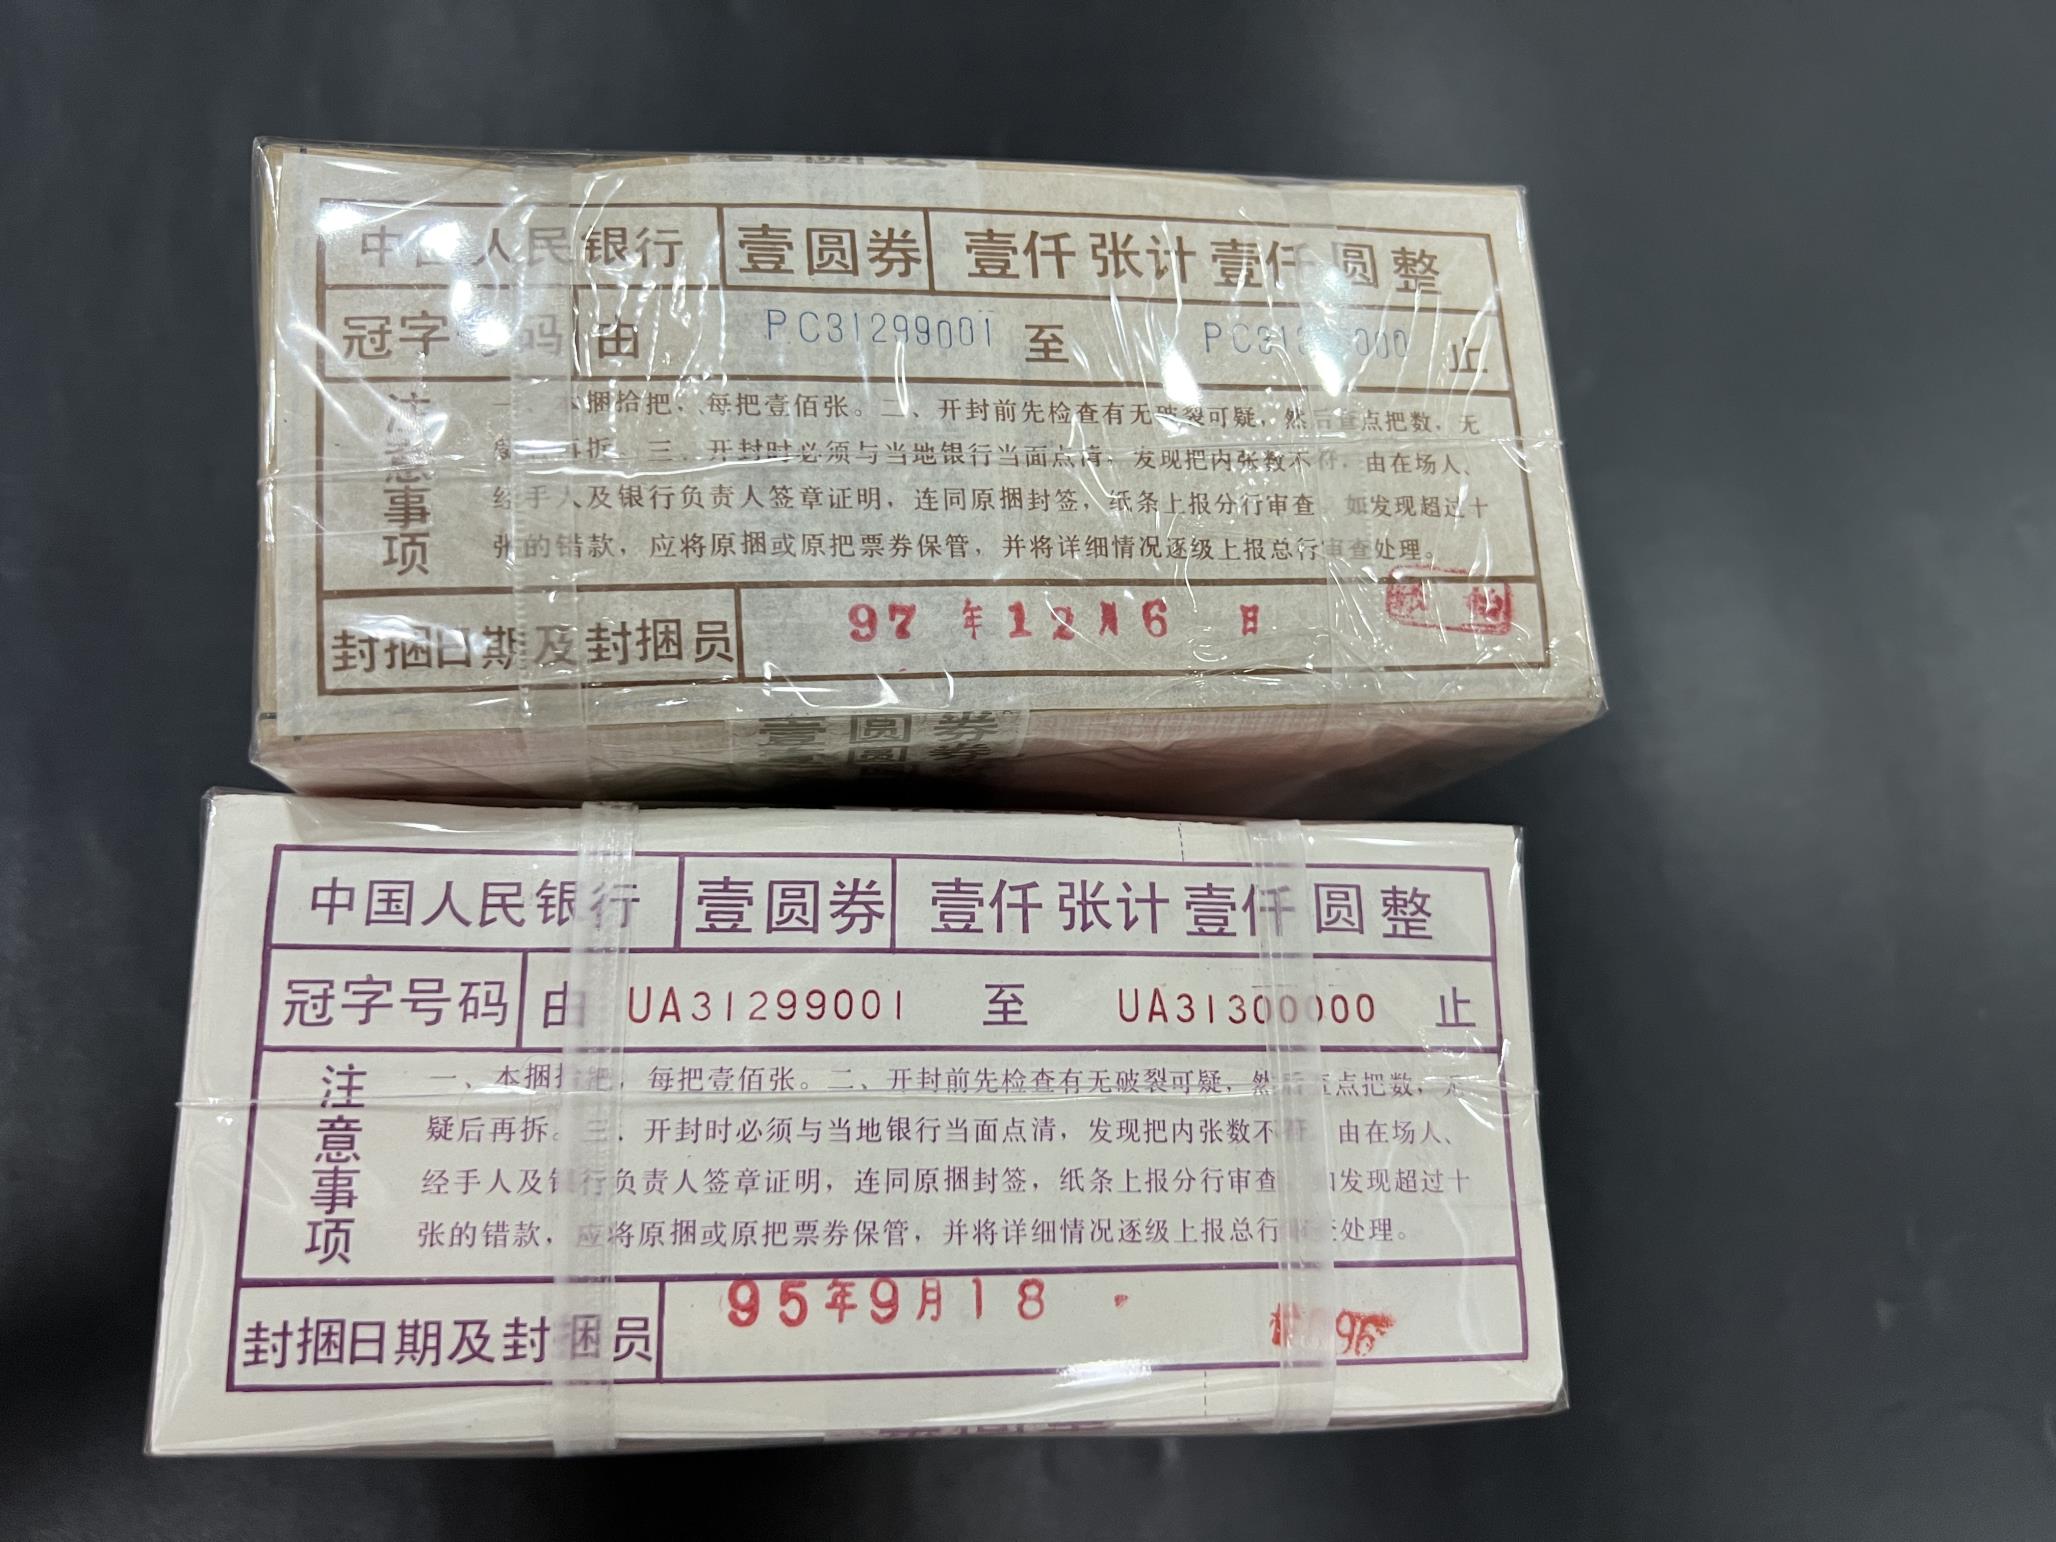 中国人民银行 壹圆券 壹仟张计壹仟圆整
冠字号码 由 PC31299001 至 PC31 000 止
注意事项
一、本捆拾把，每把壹佰张。二、开封前先检查有无破裂可疑，然后查点把数，无
疑后再拆。三、开封时必须与当地银行当面点清，发现把内张数不符，由在场人、
经手人及银行负责人签章证明，连同原捆封签，纸条上报分行审查。如发现超过十
张的错款，应将原捆或原把票券保管，并将详细情况逐级上报总行审查处理。
封捆日期及封捆员 97年12月6日
壹圆券
中国人民银行 壹圆券 壹仟张计壹仟圆整
冠字号码 由 UA31299001 至 UA31300000 止
注意事项
一、本捆拾把，每把壹佰张。二、开封前先检查有无破裂可疑，然后查点把数，无
疑后再拆。三、开封时必须与当地银行当面点清，发现把内张数不符，由在场人、
经手人及银行负责人签章证明，连同原捆封签，纸条上报分行审查。如发现超过十
张的错款，应将原捆或原把票券保管，并将详细情况逐级上报总行审查处理。
封捆日期及封捆员 95年9月18